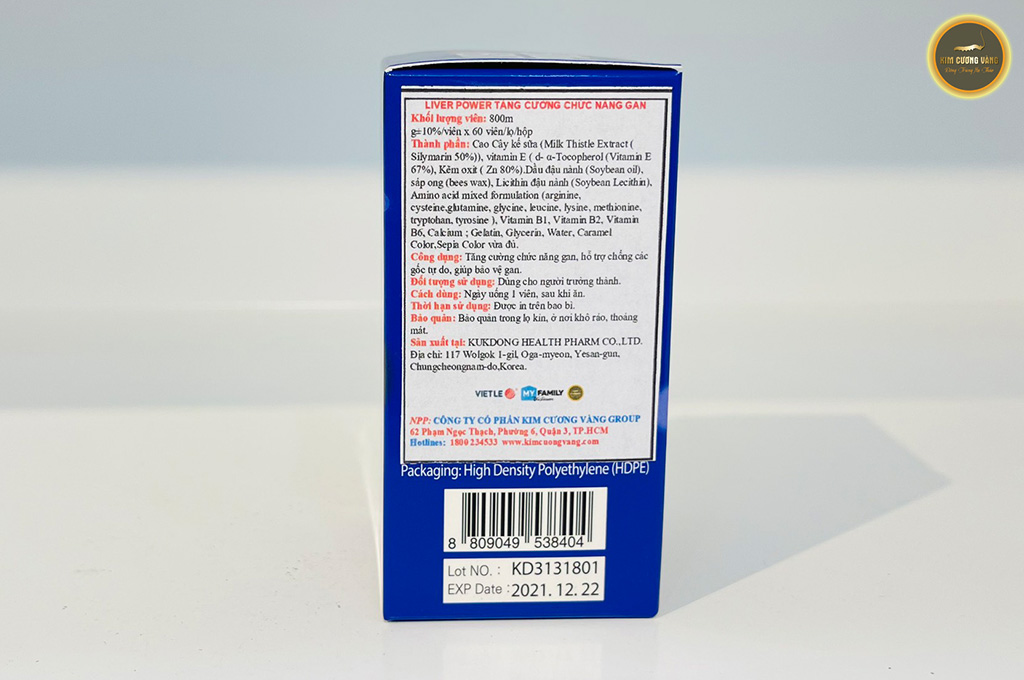 KIM CƯƠNG VÀNG
LIVER POWER TĂNG CƯỜNG CHỨC NĂNG GAN
Khối lượng viên: 800m
g±10%/viên x 60 viên/lọ/hộp
Thành phần: Cao Cây kế sữa (Milk Thistle Extract (
Silymarin 50%)), vitamin E ( d- α-Tocopherol (Vitamin E
67%), Kẽm oxit ( Zn 80%).Dầu đậu nành (Soybean oil),
sáp ong (bees wax), Licithin đậu nành (Soybean Lecithin),
Amino acid mixed formulation (arginine,
cysteine,glutamine, glycine, leucine, lysine, methionine,
tryptohan, tyrosine ), Vitamin B1, Vitamin B2, Vitamin
B6, Calcium ; Gelatin, Glycerin, Water, Caramel
Color,Sepia Color vừa đủ.
Công dụng: Tăng cường chức năng gan, hỗ trợ chống các
gốc tự do, giúp bảo vệ gan.
Đối tượng sử dụng: Dùng cho người trưởng thành.
Cách dùng: Ngày uống 1 viên, sau khi ăn.
Thời hạn sử dụng: Được in trên bao bì.
Bảo quản: Bảo quản trong lọ kín, ở nơi khô ráo, thoáng
mát.
Sản xuất tại: KUKDONG HEALTH PHARM CO.,LTD.
Địa chỉ: 117 Wolgok 1-gil, Oga-myeon, Yesan-gun,
Chungcheongnam-do,Korea.
VIETLE MY FAMILY
NPP: CÔNG TY CỔ PHẦN KIM CƯƠNG VÀNG GROUP
62 Phạm Ngọc Thạch, Phường 6, Quận 3, TP.HCM
Hotlines: 1800234533 www.kimcuongvang.com
Packaging: High Density Polyethylene (HDPE)
8 809049 538404
Lot NO. : KD3131801
EXP Date : 2021. 12. 22